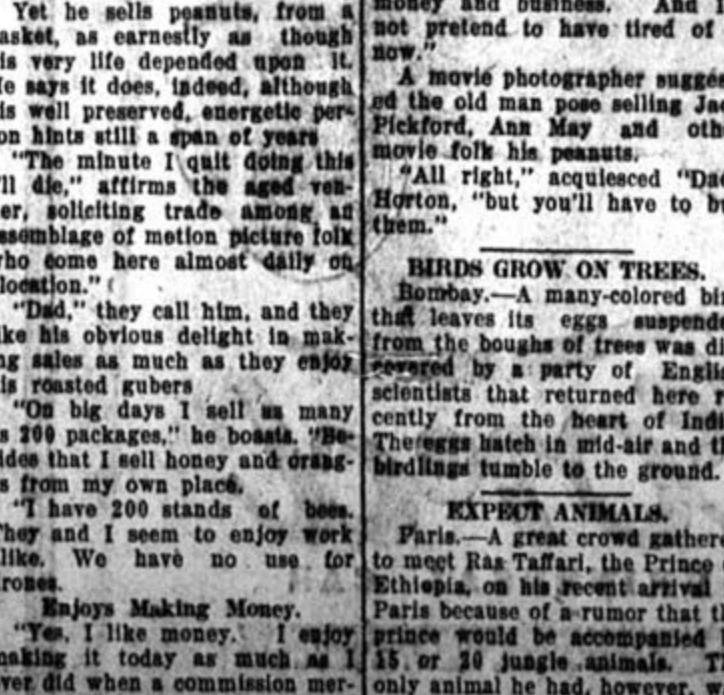 Yet he sells peanuts, from a
asket, as earnestly as though
is very life depended upon it.
e says it does, indeed, although
is well preserved, energetic per-
on hints still a span of years
"The minute I quit doing this
'll die," affirms the aged ven-
er, soliciting trade among an
ssemblage of motion picture folk
ho come here almost daily on
location."
"Dad," they call him, and they
ike his obvious delight in mak-
ng sales as much as they enjoy
is roasted gubers
"On big days I sell as many
s 200 packages," he boasts. "Be-
ides that I sell honey and orang-
s from my own place.
"I have 200 stands of bees.
They and I seem to enjoy work
like. We have no use for
rones.
Enjoys Making Money.
"Yes, I like money. I enjoy
making it today as much as I
ver did when a commission mer-
money and business. And I
not pretend to have tired of
now."
A movie photographer sugges
ed the old man pose selling Jac
Pickford, Ann May and oth
movie folk his peanuts.
"All right," acquiesced "Dad
Horton, "but you'll have to bu
them."
BIRDS GROW ON TREES.
Bombay.—A many-colored bi
that leaves its eggs suspende
from the boughs of trees was di
covered by a party of Englis
scientists that returned here r
cently from the heart of Indi
Thereggs hatch in mid-air and t
birdlings tumble to the ground.
EXPECT ANIMALS.
Paris.—A great crowd gathere
to meet Ras Taffari, the Prince
Ethiopia, on his recent arrival
Paris because of a rumor that t
prince would be accompanied
15 or 20 jungle animals. T
only animal he had, however, w